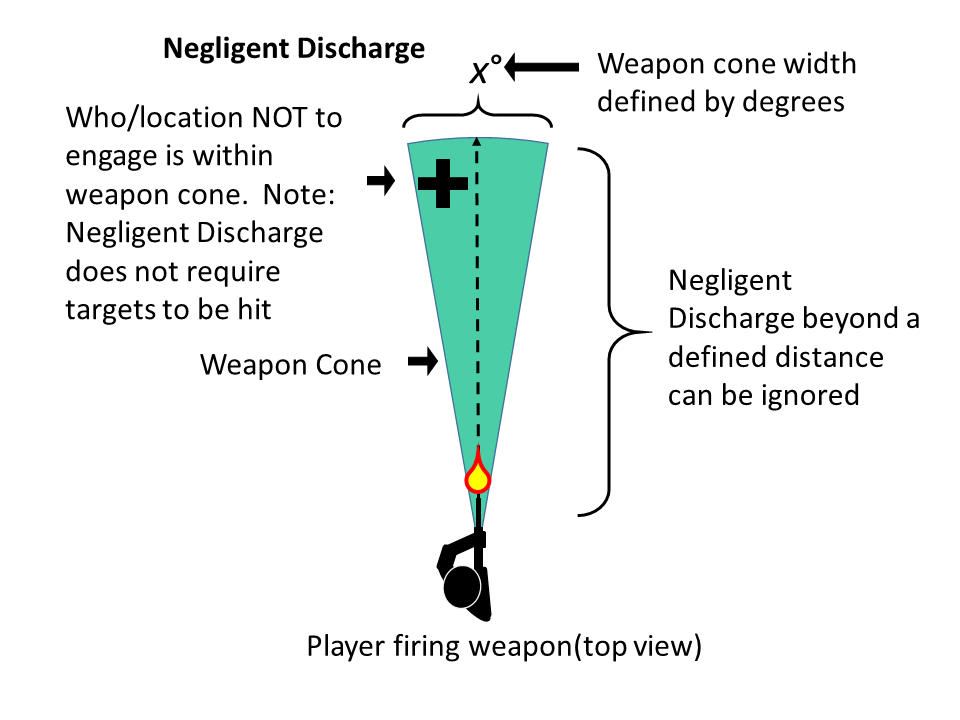 Negligent Discharge
x°
Weapon cone width
defined by degrees
Who/location NOT to
engage is within
weapon cone.  Note:
Negligent Discharge
does not require
targets to be hit
Negligent
Discharge beyond a
defined distance
can be ignored
Weapon Cone
Player firing weapon(top view)